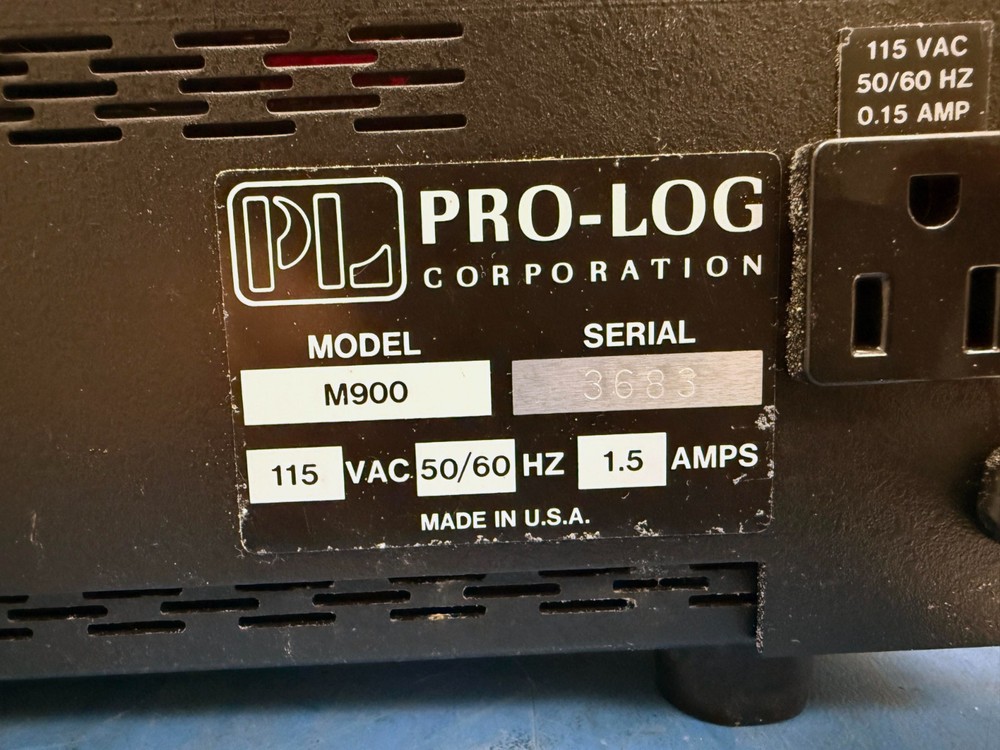 115 VAC
50/60 HZ
0.15 AMP
PL PRO-LOG
CORPORATION
MODEL SERIAL
M900 3683
115 VAC 50/60 HZ 1.5 AMPS
MADE IN U.S.A.